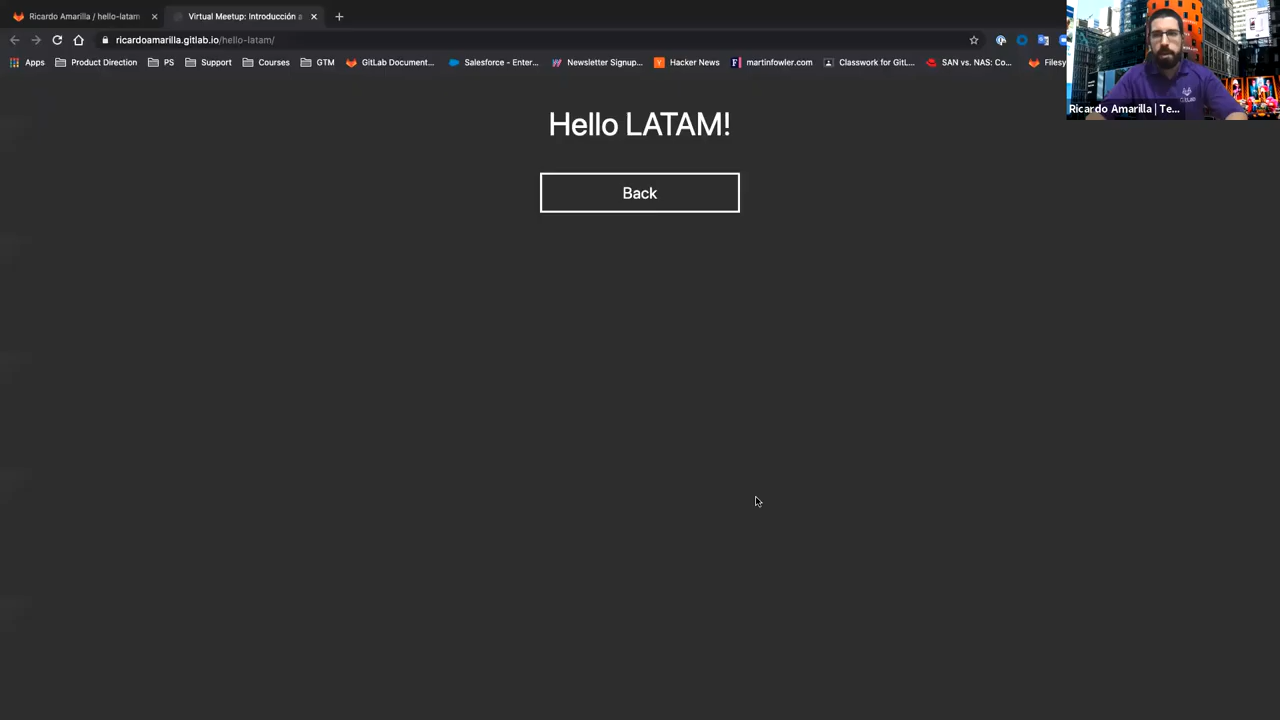 Ricardo Amarilla / hello-latam
Virtual Meetup: Introducción a
ricardoamarilla.gitlab.io/hello-latam/
Apps Product Direction PS Support Courses GTM GitLab Document... Salesforce - Enter... Newsletter Signup... Hacker News martinfowler.com Classwork for GitL... SAN vs. NAS: Co... Filesy
Ricardo Amarilla | Te...
Hello LATAM!
Back